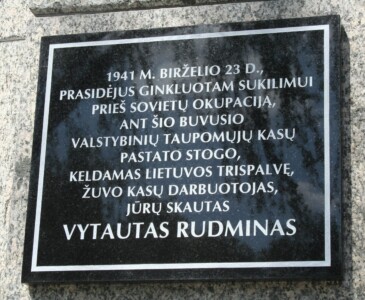 1941 M. BIRŽELIO 23 D.,
PRASIDĖJUS GINKLUOTAM SUKILIMUI
PRIEŠ SOVIETŲ OKUPACIJĄ,
ANT ŠIO BUVUSIO
VALSTYBINIŲ TAUPOMŲJŲ KASŲ
PASTATO STOGO,
KELDAMAS LIETUVOS TRISPALVĘ,
ŽUVO KASŲ DARBUOTOJAS,
JŪRŲ SKAUTAS
VYTAUTAS RUDMINAS